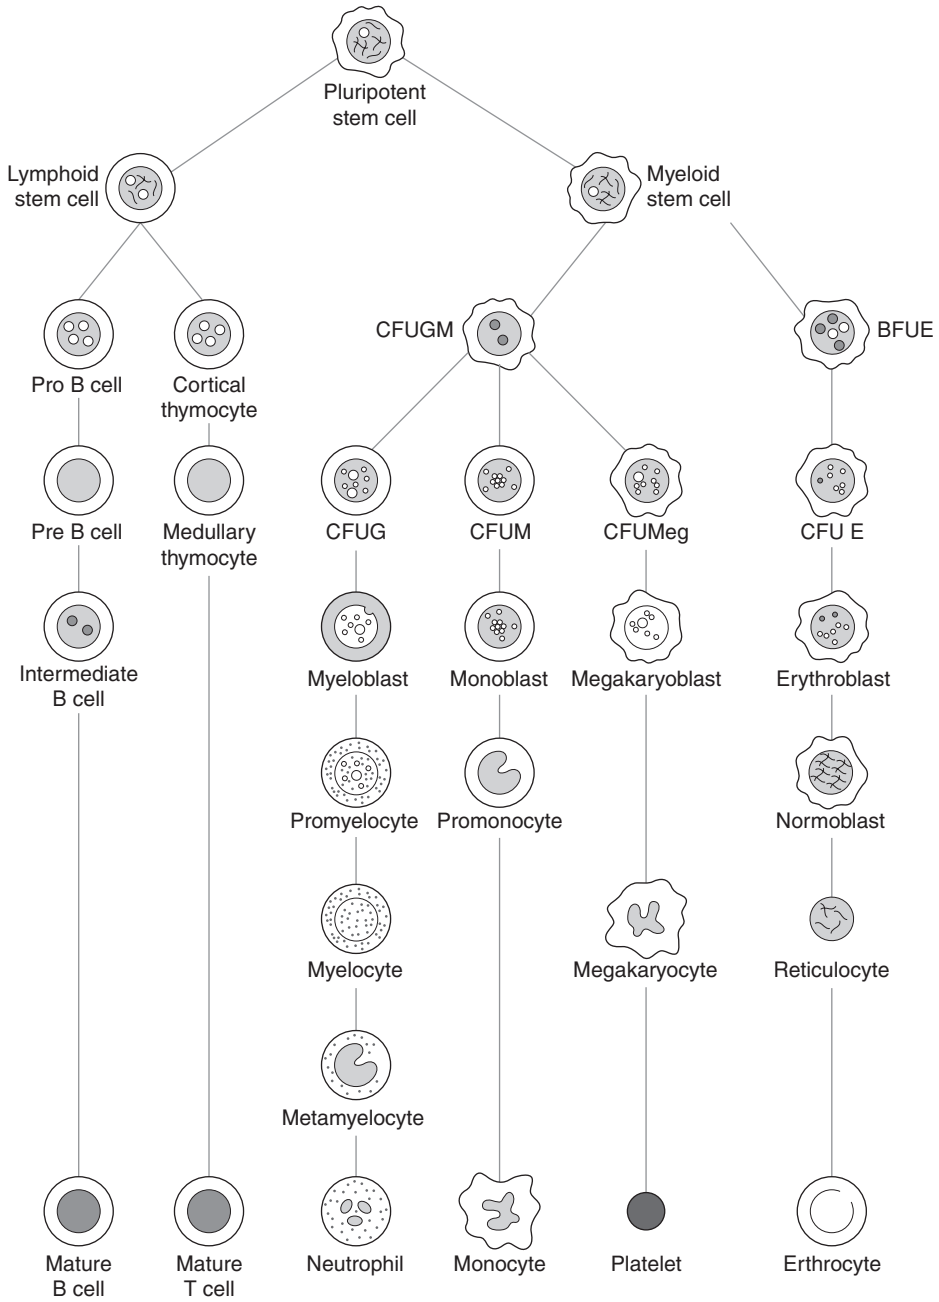 Pluripotent
stem cell
Lymphoid
stem cell
Myeloid
stem cell
CFUGM
BFUE
Pro B cell
Cortical
thymocyte
Pre B cell
Medullary
thymocyte
CFUG
CFUM
CFUMeg
CFU E
Intermediate
B cell
Myeloblast
Monoblast
Megakaryoblast
Erythroblast
Promyelocyte
Promonocyte
Normoblast
Myelocyte
Megakaryocyte
Reticulocyte
Metamyelocyte
Mature
B cell
Mature
T cell
Neutrophil
Monocyte
Platelet
Erthrocyte